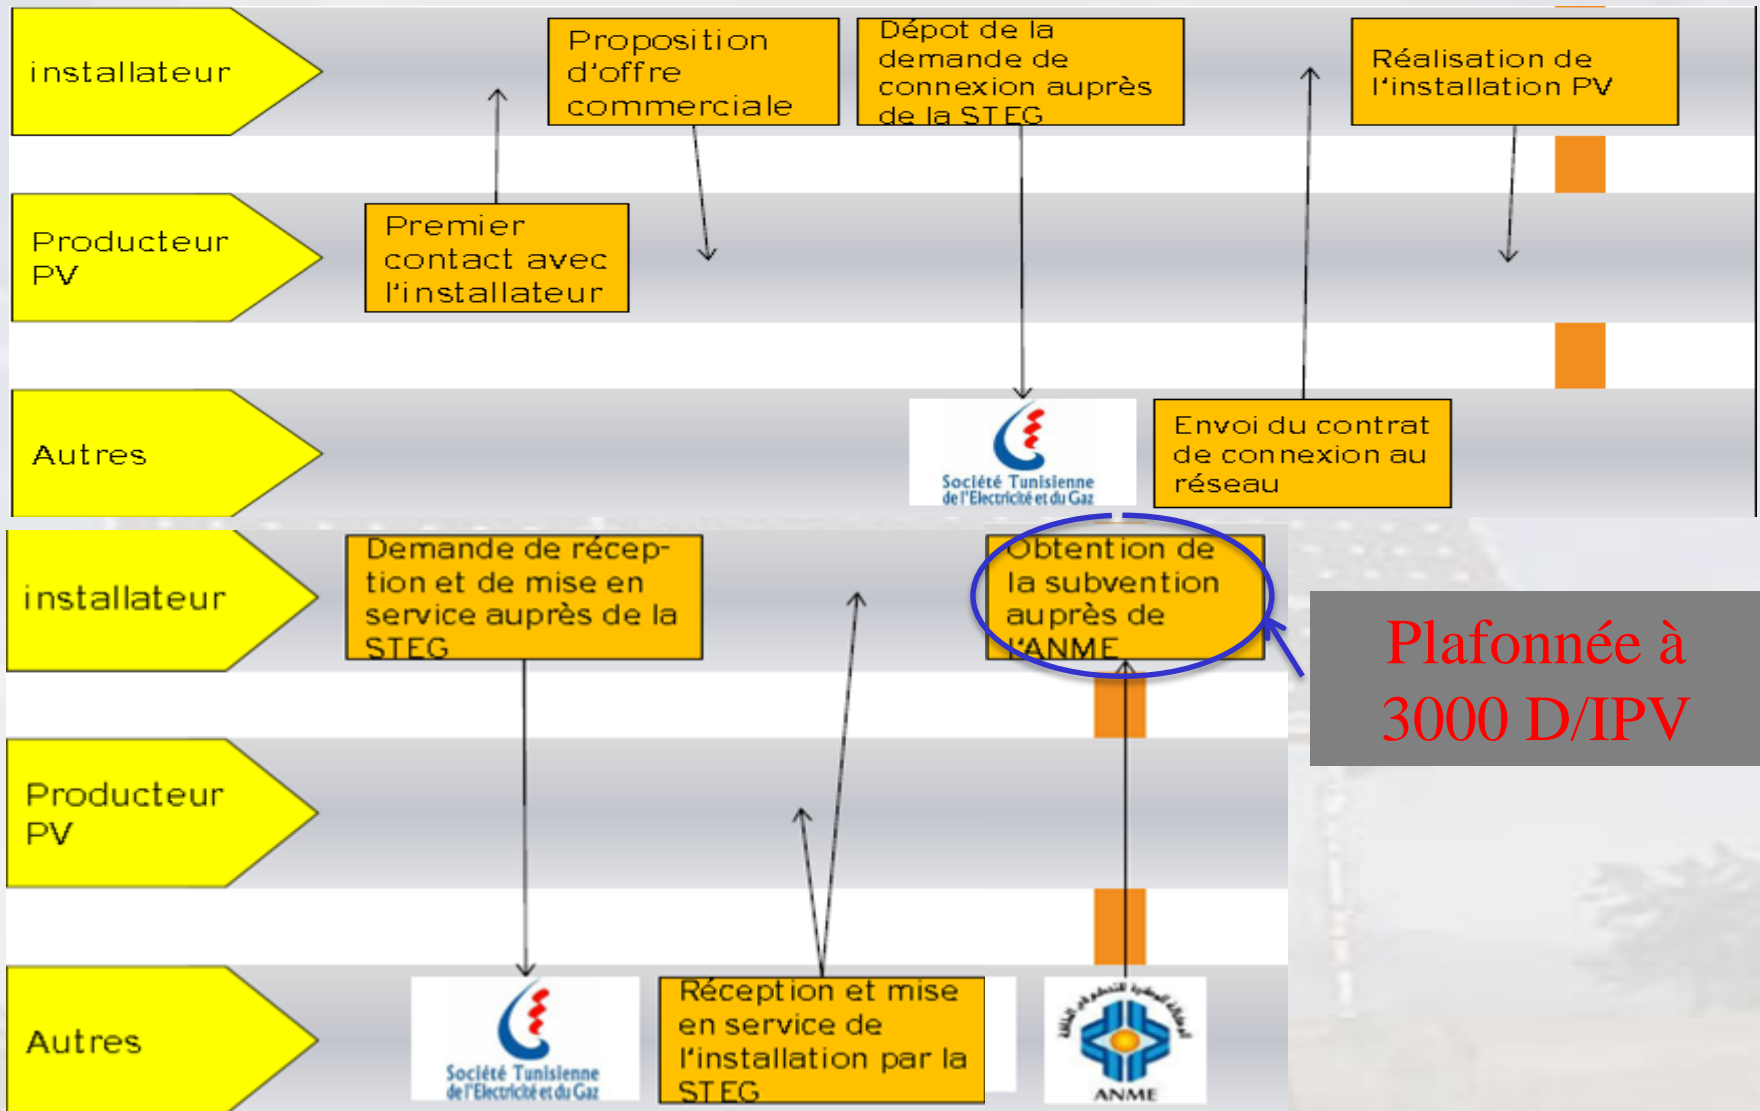 installateur
Proposition
d'offre
commerciale
Dépot de la
demande de
connexion auprès
de la STEG
Réalisation de
l'installation PV
Producteur
PV
Premier
contact avec
l'installateur
Autres
Société Tunisienne
de l'Electricité et du Gaz
Envoi du contrat
de connexion au
réseau
installateur
Demande de récep-
tion et de mise en
service auprès de la
STEG
Obtention de
la subvention
auprès de
l'ANME
Plafonnée à
3000 D/IPV
Producteur
PV
Autres
Société Tunisienne
de l'Electricité et du Gaz
Réception et mise
en service de
l'installation par la
STEG
ANME